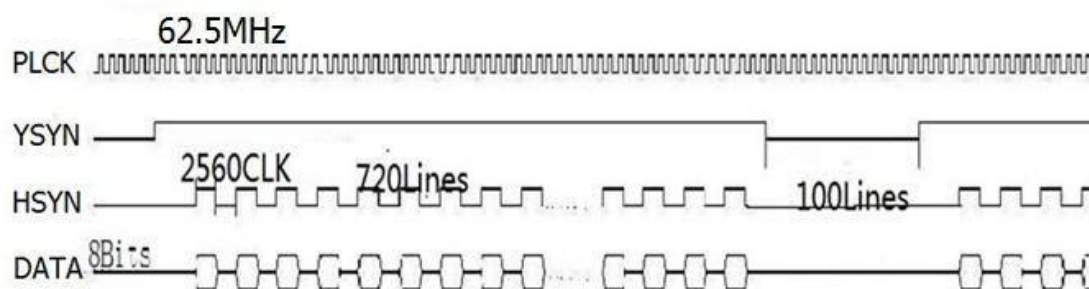 62.5MHz
PLCK
YSYN
2560CLK
720Lines
HSYN
100Lines
8Bits
DATA